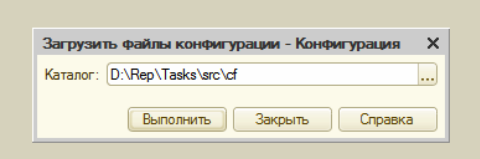 Загрузить файлы конфигурации - Конфигурация
Каталог: D:\Rep\Tasks\src\cf ...
Выполнить Закрыть Справка